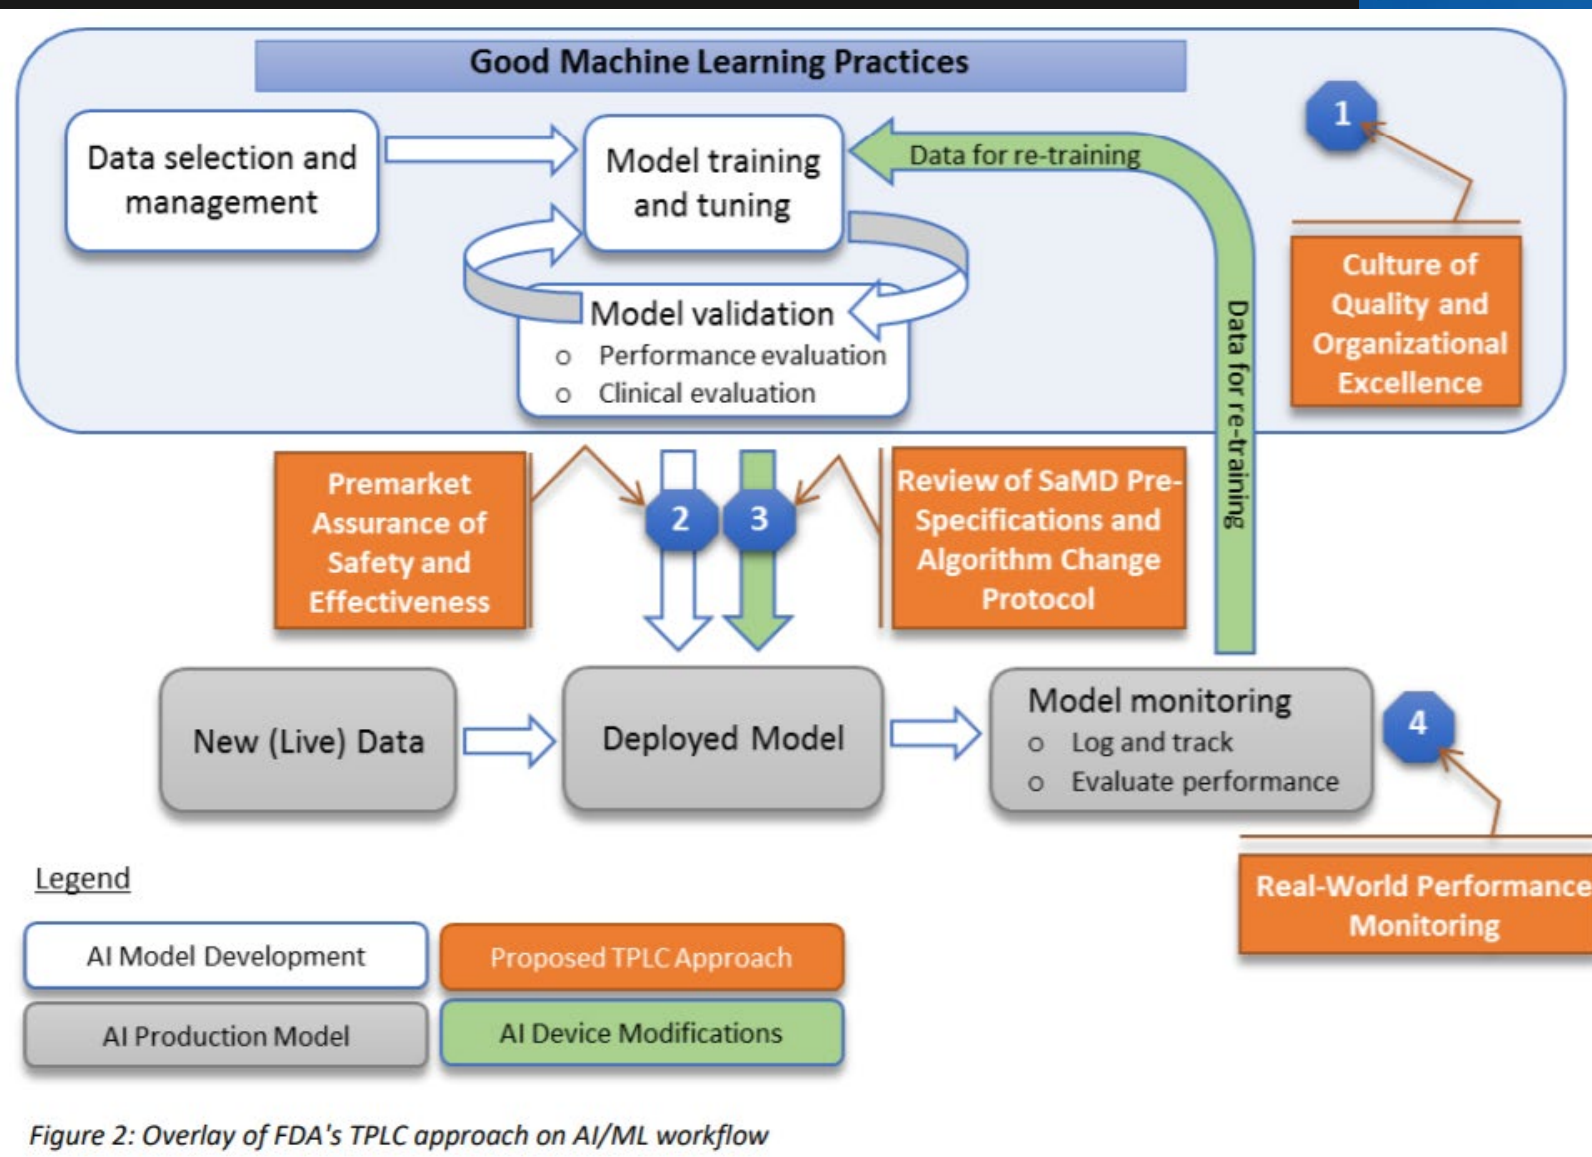 Good Machine Learning Practices
1
Data selection and
management
Model training
and tuning
Data for re-training
Culture of
Quality and
Organizational
Excellence
Model validation
o Performance evaluation
o Clinical evaluation
Data for re-training
Premarket
Assurance of
Safety and
Effectiveness
2
3
Review of SaMD Pre-
Specifications and
Algorithm Change
Protocol
New (Live) Data
Deployed Model
Model monitoring
o Log and track
o Evaluate performance
4
Real-World Performance
Monitoring
Legend
AI Model Development
Proposed TPLC Approach
AI Production Model
AI Device Modifications
Figure 2: Overlay of FDA's TPLC approach on AI/ML workflow